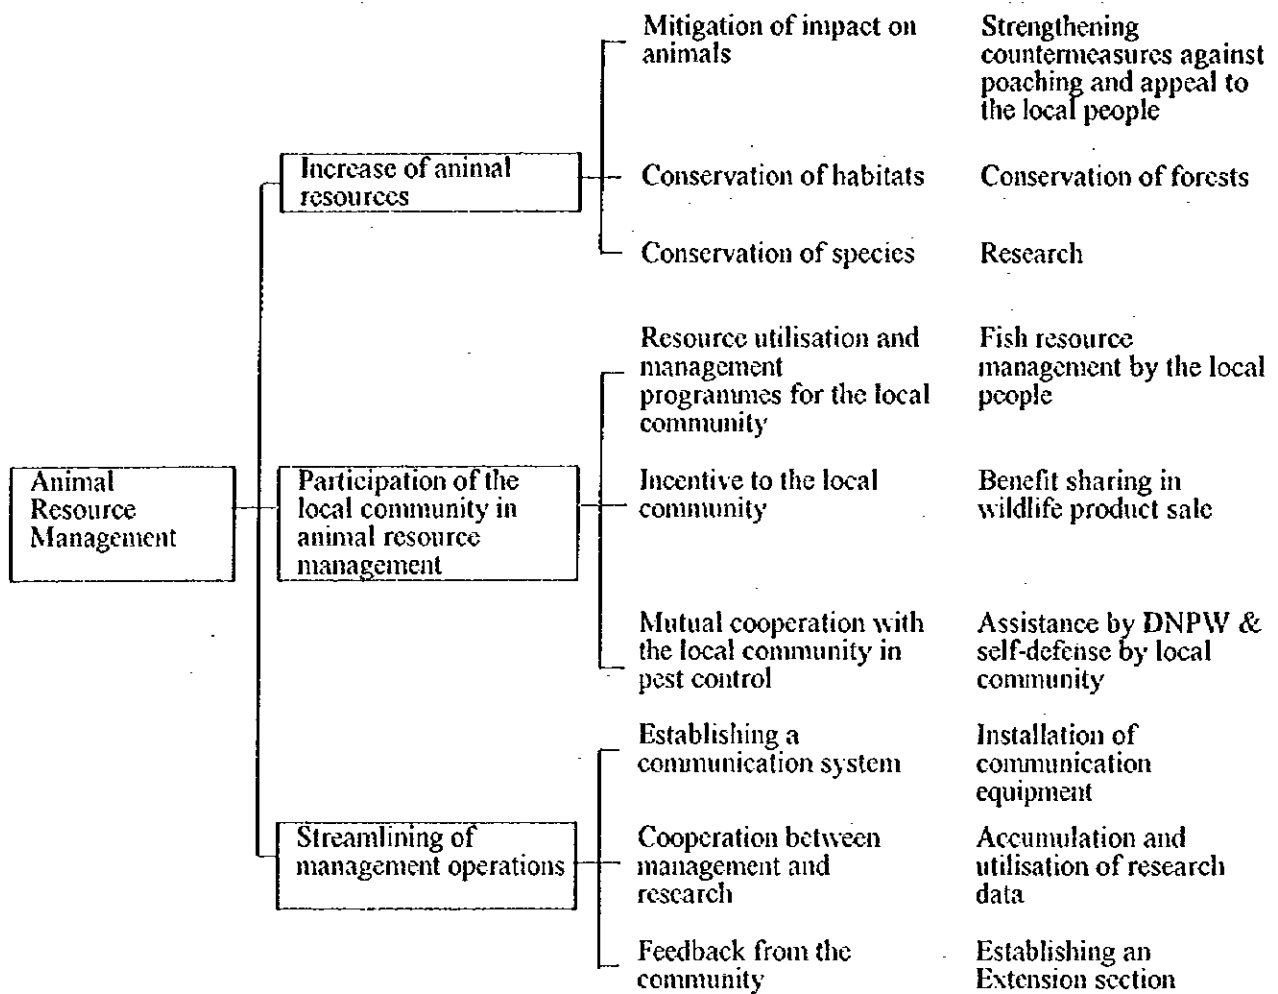 Mitigation of impact on
animals
Strengthening
countermeasures against
poaching and appeal to
the local people
Increase of animal
resources
Conservation of habitats
Conservation of forests
Conservation of species
Research
Resource utilisation and
management
programmes for the local
community
Fish resource
management by the local
people
Animal
Resource
Management
Participation of the
local community in
animal resource
management
Incentive to the local
community
Benefit sharing in
wildlife product sale
Mutual cooperation with
the local community in
pest control
Assistance by DNPW &
self-defense by local
community
Establishing a
communication system
Installation of
communication
equipment
Streamlining of
management operations
Cooperation between
management and
research
Accumulation and
utilisation of research
data
Feedback from the
community
Establishing an
Extension section